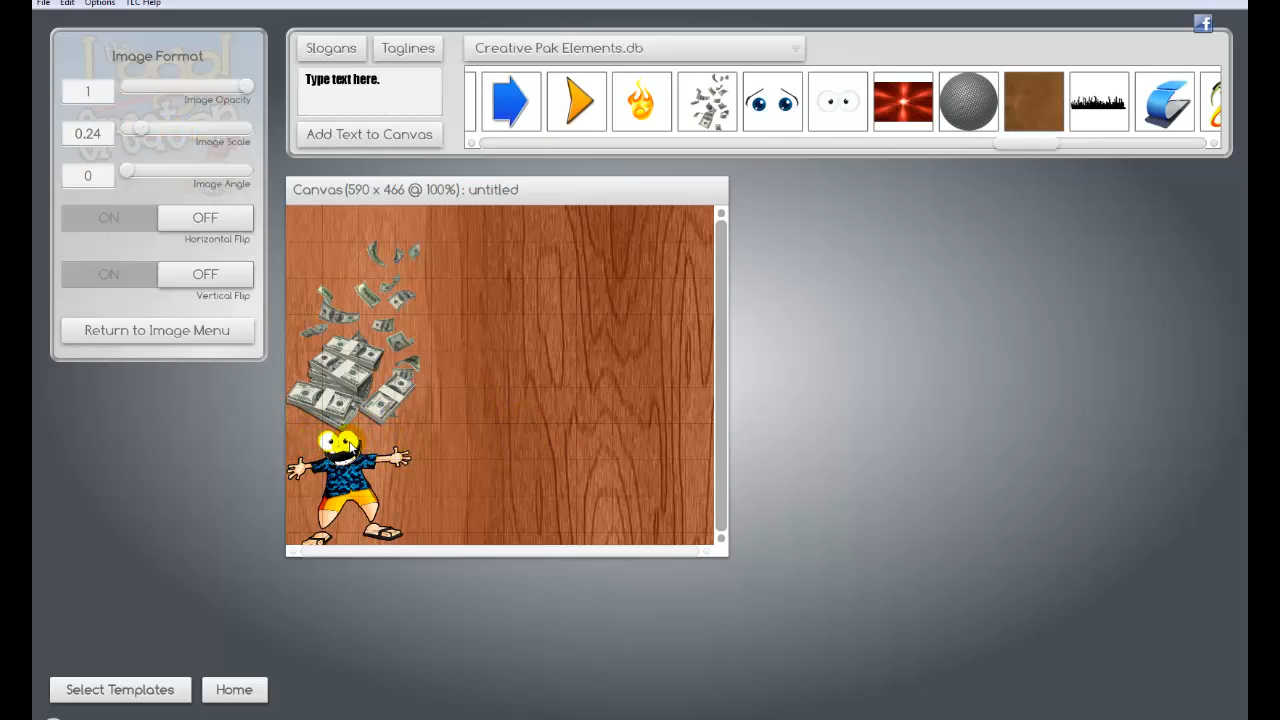 File Edit Options TLC Help
Image Format
1
Image Opacity
0.24
Image Scale
0
Image Angle
ON OFF
Horizontal Flip
ON OFF
Vertical Flip
Return to Image Menu
Slogans Taglines
Type text here.
Add Text to Canvas
Creative Pak Elements.db
f
Canvas (590 x 466 @ 100%) : untitled
Select Templates Home